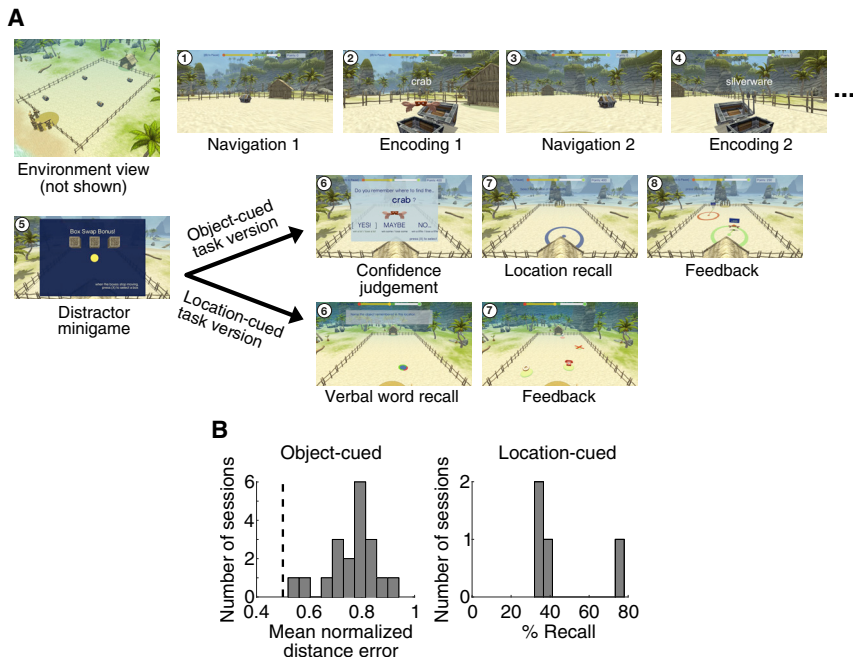 A
1
2
crab
3
4
silverware
...
Navigation 1
Encoding 1
Navigation 2
Encoding 2
Environment view
(not shown)
5
Box Swap Bonus!
Distractor
minigame
Object-cued
task version
Location-cued
task version
6
Do you remember where to find the..
crab ?
YES!
MAYBE
NO...
Confidence
judgement
7
Location recall
8
Feedback
6
Verbal word recall
7
Feedback
B
Object-cued
Number of sessions
6
4
2
0
0.4
0.6
0.8
1
Mean normalized
distance error
Location-cued
Number of sessions
2
1
0
0
20
40
60
80
% Recall